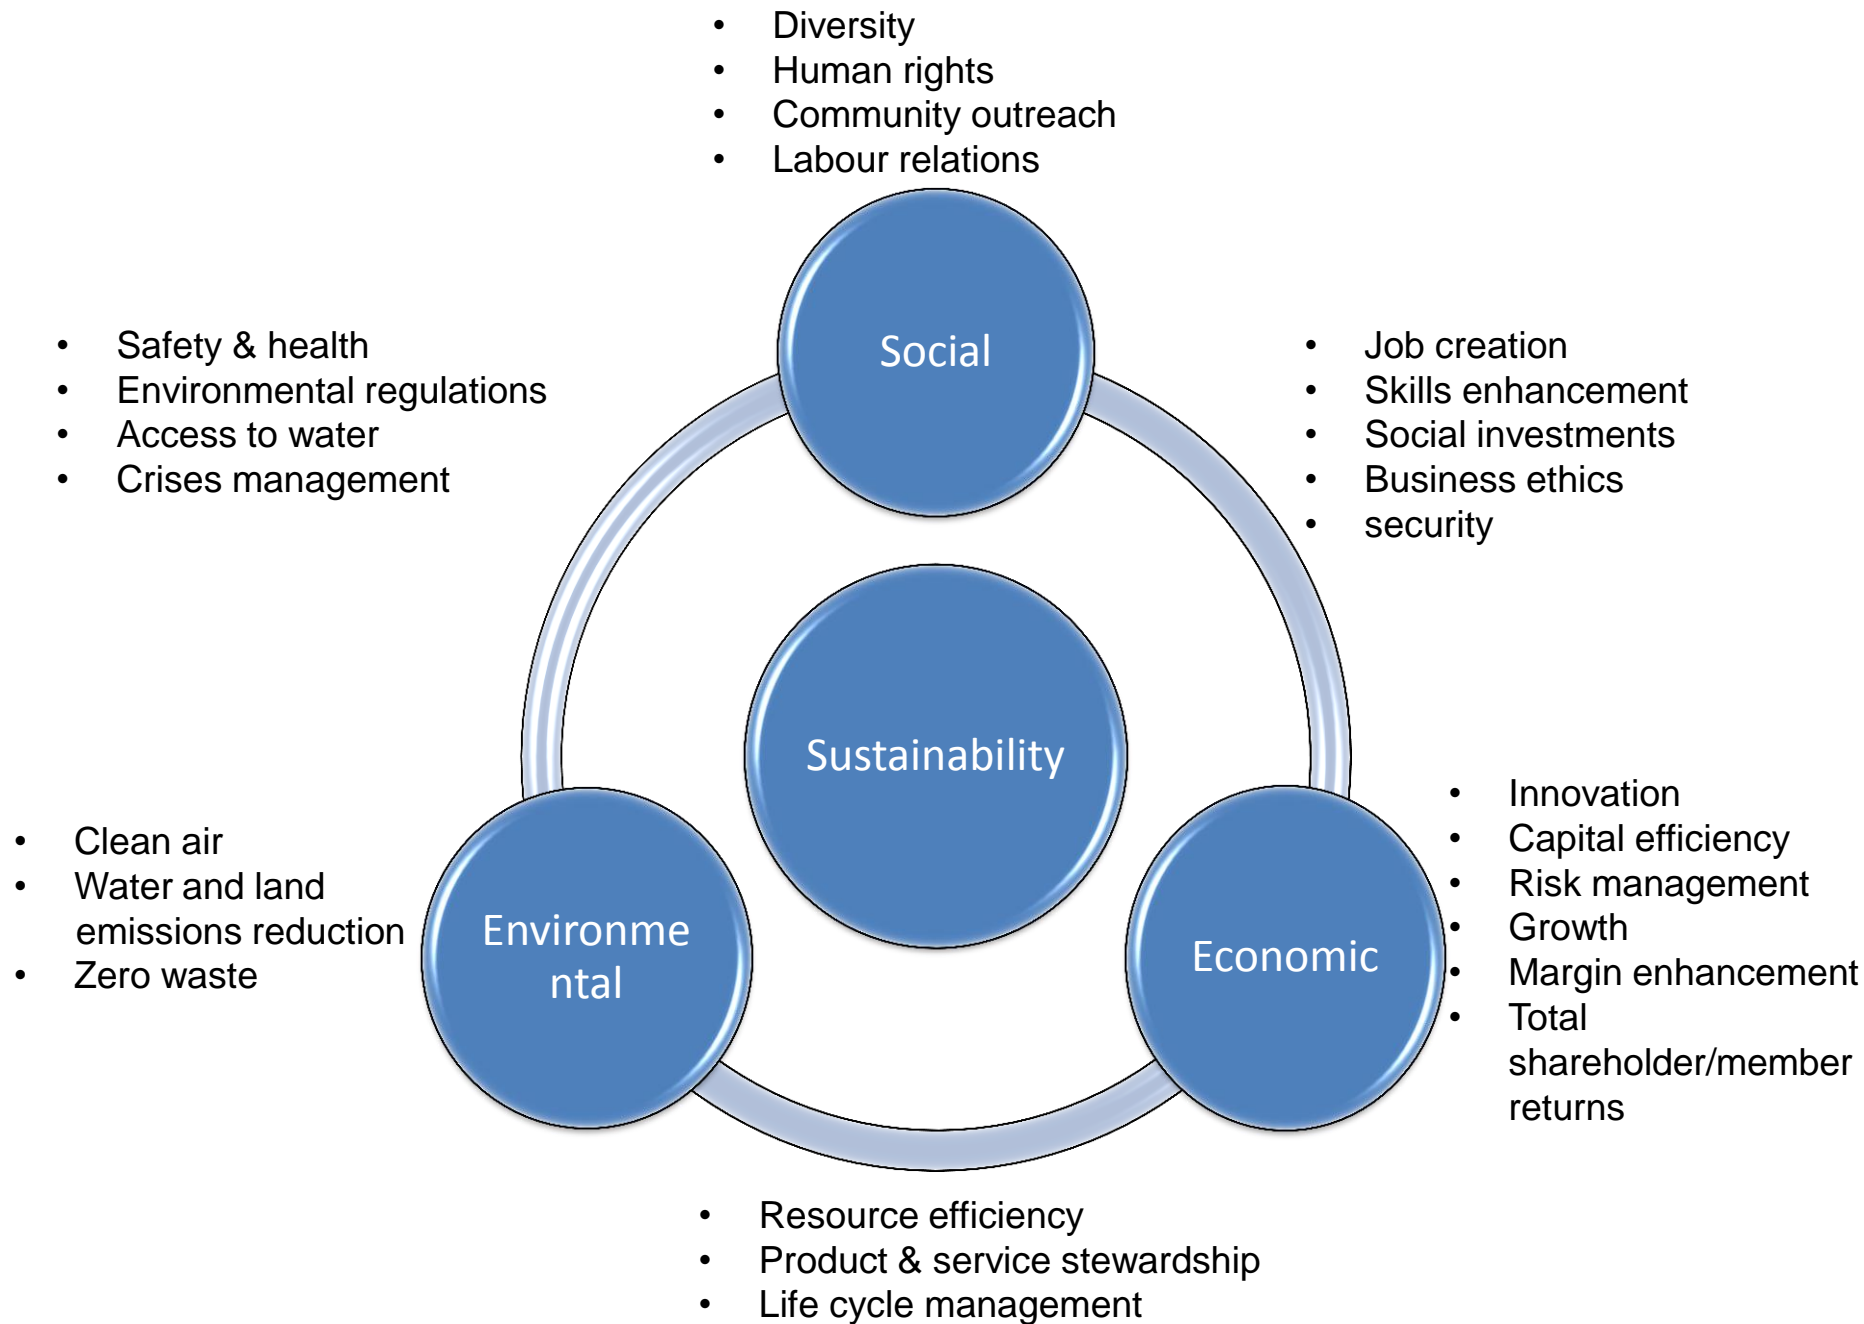 • Diversity
• Human rights
• Community outreach
• Labour relations
Social
• Safety & health
• Environmental regulations
• Access to water
• Crises management
• Job creation
• Skills enhancement
• Social investments
• Business ethics
• security
Sustainability
• Clean air
• Water and land
emissions reduction
• Zero waste
Environme
ntal
Economic
• Innovation
• Capital efficiency
• Risk management
• Growth
• Margin enhancement
• Total
shareholder/member
returns
• Resource efficiency
• Product & service stewardship
• Life cycle management